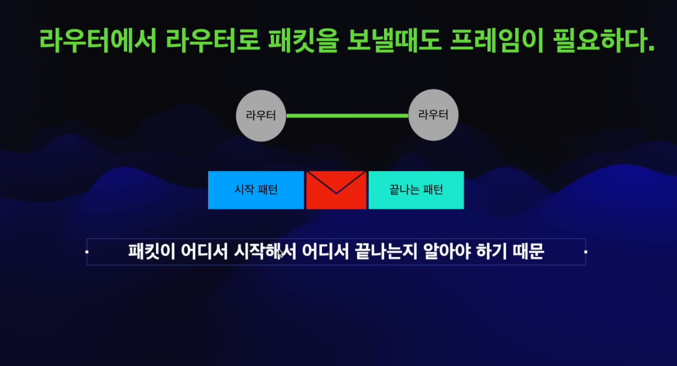 라우터에서 라우터로 패킷을 보낼때도 프레임이 필요하다.
라우터
라우터
시작 패턴
끝나는 패턴
패킷이 어디서 시작해서 어디서 끝나는지 알아야 하기 때문